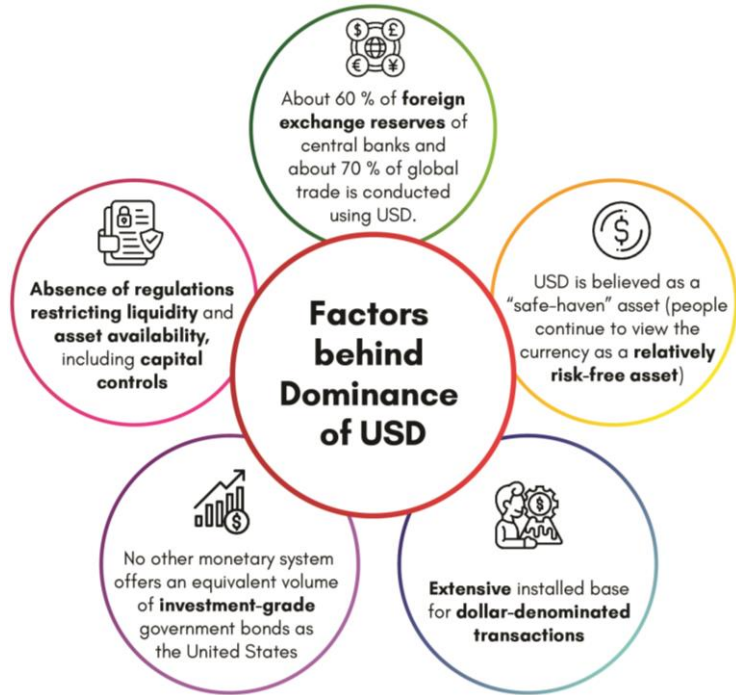 $ £
€ ¥
About 60 % of foreign
exchange reserves of
central banks and
about 70 % of global
trade is conducted
using USD.
Absence of regulations
restricting liquidity and
asset availability,
including capital
controls
$
USD is believed as a
“safe-haven” asset (people
continue to view the
currency as a relatively
risk-free asset)
Factors
behind
Dominance
of USD
$
No other monetary system
offers an equivalent volume
of investment-grade
government bonds as
the United States
$
Extensive installed base
for dollar-denominated
transactions